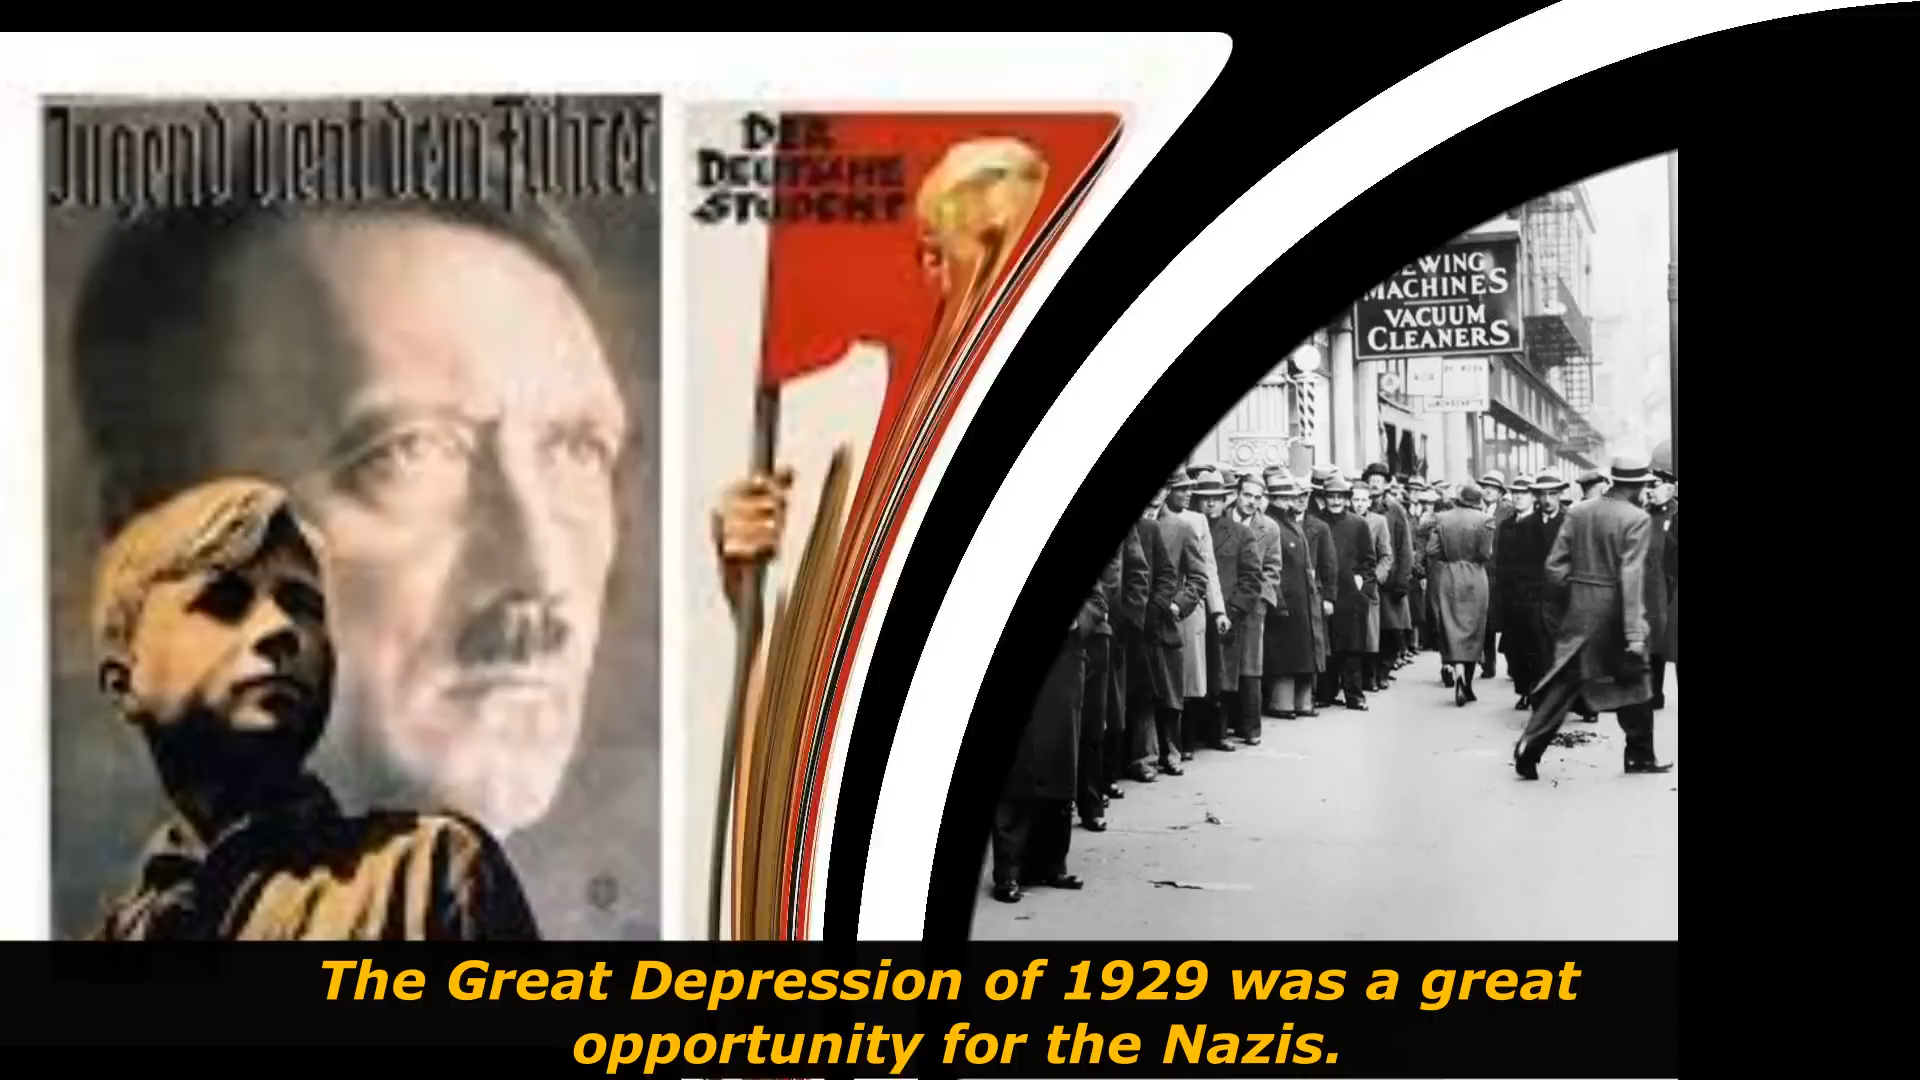 Jugend dient dem Führer
DER
DEUTSCHE
STUDENT
SEWING
MACHINES
VACUUM
CLEANERS
The Great Depression of 1929 was a great
opportunity for the Nazis.